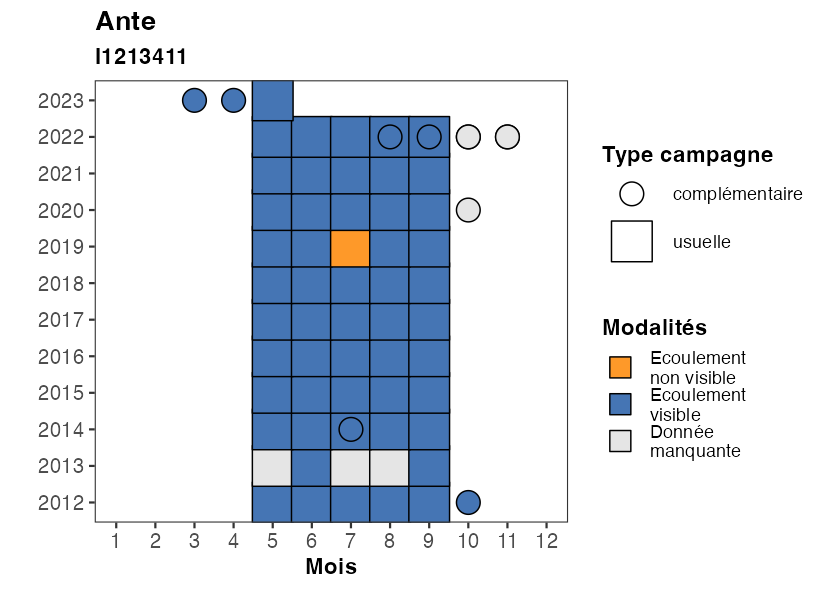 Ante
I1213411
2023
2022
2021
2020
2019
2018
2017
2016
2015
2014
2013
2012
1 2 3 4 5 6 7 8 9 10 11 12
Mois
Type campagne
complémentaire
usuelle
Modalités
Ecoulement
non visible
Ecoulement
visible
Donnée
manquante